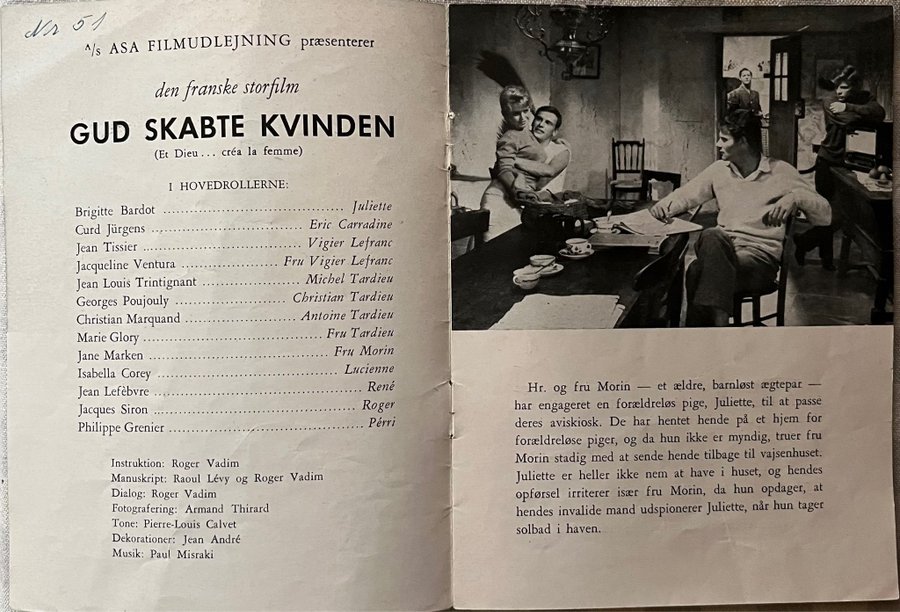 Nr 51
A/s ASA FILMUDLEJNING præsenterer
den franske storfilm
GUD SKABTE KVINDEN
(Et Dieu... créa la femme)
I HOVEDROLLERNE:
Brigitte Bardot ........................................ Juliette
Curd Jürgens ................................ Eric Carradine
Jean Tissier ................................ Vigier Lefranc
Jacqueline Ventura ...................... Fru Vigier Lefranc
Jean Louis Trintignant ...................... Michel Tardieu
Georges Poujouly ........................ Christian Tardieu
Christian Marquand ........................ Antoine Tardieu
Marie Glory .................................... Fru Tardieu
Jane Marken ..................................... Fru Morin
Isabella Corey ...................................... Lucienne
Jean Lefèbvre ............................................ René
Jacques Siron ............................................ Roger
Philippe Grenier ........................................ Pèrri
Instruktion: Roger Vadim
Manuskript: Raoul Lévy og Roger Vadim
Dialog: Roger Vadim
Fotografering: Armand Thirard
Tone: Pierre-Louis Calvet
Dekorationer: Jean André
Musik: Paul Misraki
Hr. og fru Morin — et ældre, barnløst ægtepar —
har engageret en forældreløs pige, Juliette, til at passe
deres aviskiosk. De har hentet hende på et hjem for
forældreløse piger, og da hun ikke er myndig, truer fru
Morin stadig med at sende hende tilbage til vajsenhuset.
Juliette er heller ikke nem at have i huset, og hendes
opførsel irriterer især fru Morin, da hun opdager, at
hendes invalide mand udspionerer Juliette, når hun tager
solbad i haven.